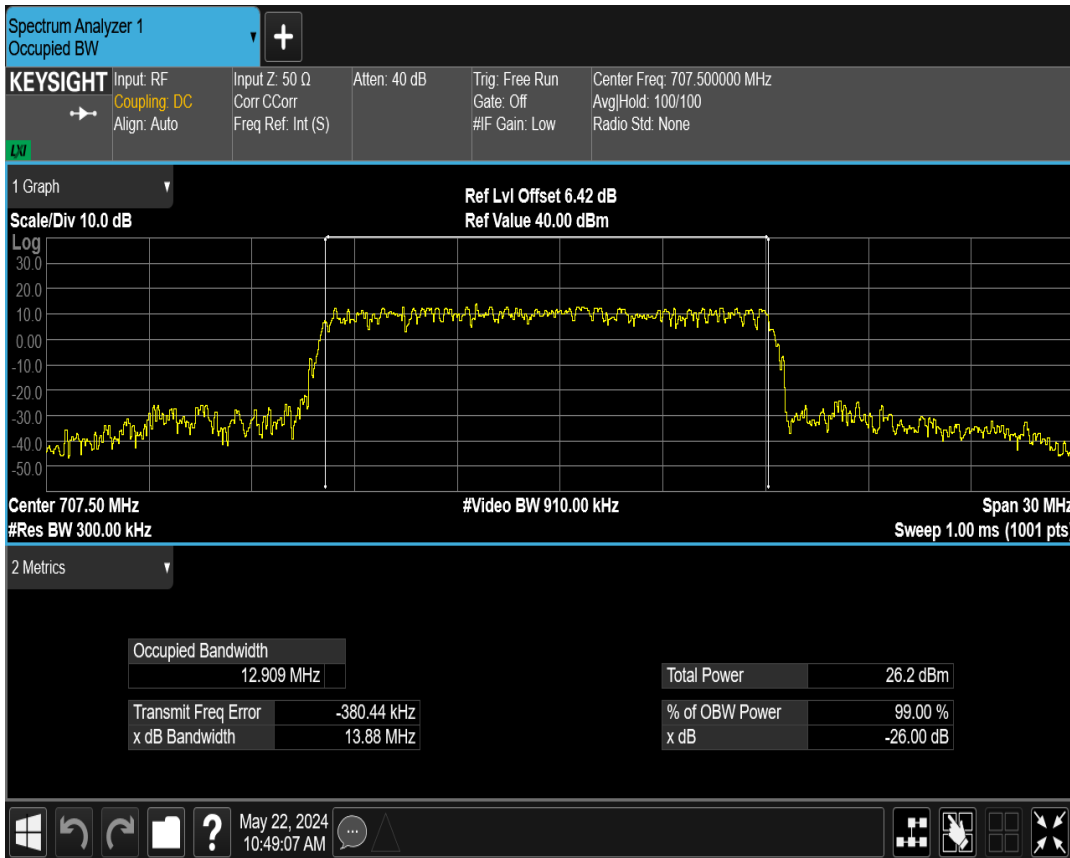 Spectrum Analyzer 1
Occupied BW
+
KEYSIGHT
LXI
Input: RF
Coupling: DC
Align: Auto
Input Z: 50 Ω
Corr CCorr
Freq Ref: Int (S)
Atten: 40 dB
Trig: Free Run
Gate: Off
#IF Gain: Low
Center Freq: 707.500000 MHz
Avg|Hold: 100/100
Radio Std: None
1 Graph
Scale/Div 10.0 dB
Ref Lvl Offset 6.42 dB
Ref Value 40.00 dBm
Log
30.0
20.0
10.0
0.00
-10.0
-20.0
-30.0
-40.0
-50.0
Center 707.50 MHz
#Video BW 910.00 kHz
Span 30 MHz
#Res BW 300.00 kHz
Sweep 1.00 ms (1001 pts)
2 Metrics
Occupied Bandwidth
12.909 MHz
Total Power 26.2 dBm
Transmit Freq Error -380.44 kHz
% of OBW Power 99.00 %
x dB Bandwidth 13.88 MHz
x dB -26.00 dB
?
May 22, 2024
10:49:07 AM